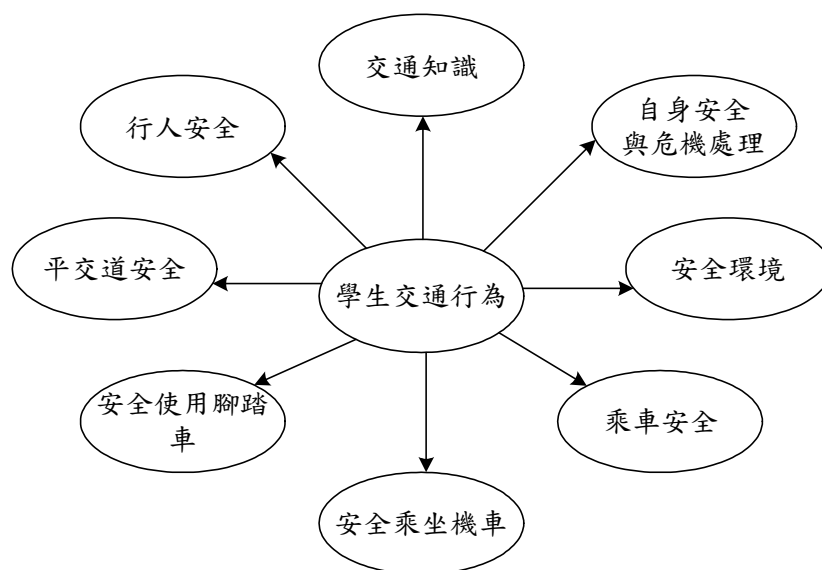 交通知識
行人安全
自身安全
與危機處理
平交道安全
學生交通行為
安全環境
安全使用腳踏
車
乘車安全
安全乘坐機車